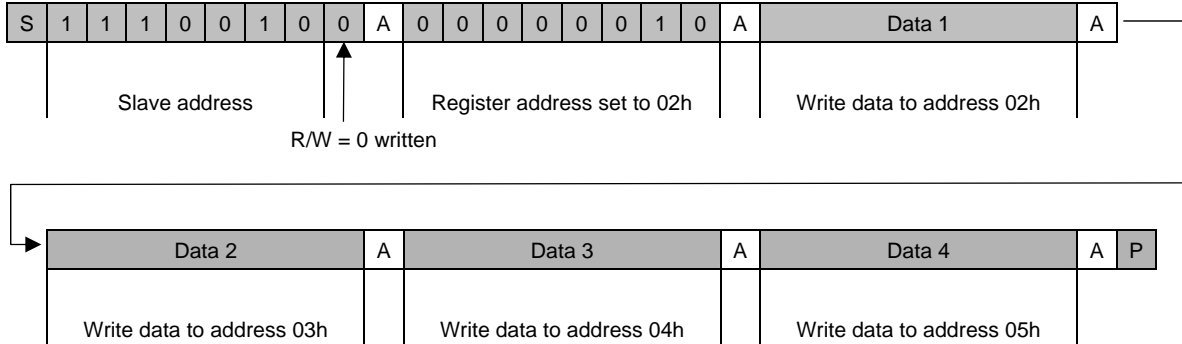 S 1 1 1 0 0 1 0 0 A 0 0 0 0 0 0 1 0 A Data 1 A
Slave address Register address set to 02h Write data to address 02h
R/W = 0 written
Data 2 A Data 3 A Data 4 A P
Write data to address 03h Write data to address 04h Write data to address 05h